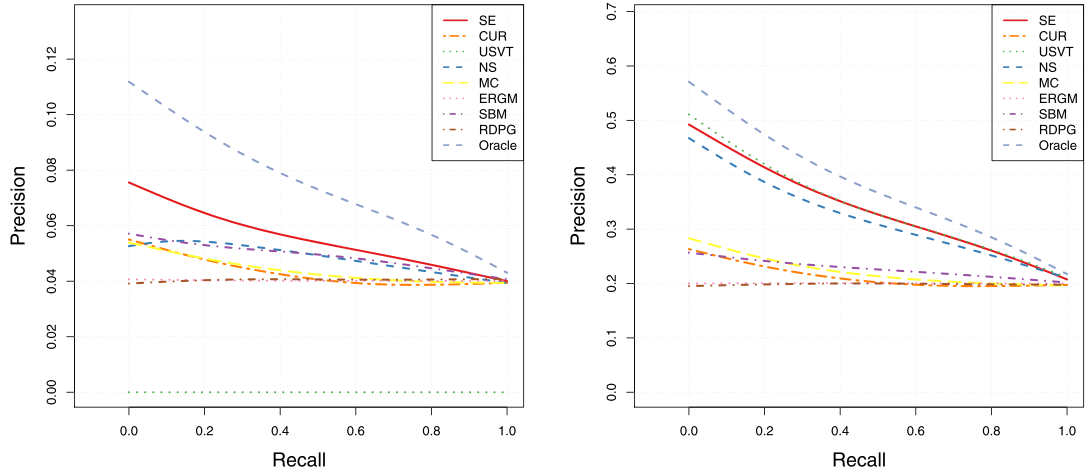 Precision
0.00
0.02
0.04
0.06
0.08
0.10
0.12
0.0
0.2
0.4
0.6
0.8
1.0
Recall
SE
CUR
USVT
NS
MC
ERGM
SBM
RDPG
Oracle
Precision
0.0
0.1
0.2
0.3
0.4
0.5
0.6
0.7
0.0
0.2
0.4
0.6
0.8
1.0
Recall
SE
CUR
USVT
NS
MC
ERGM
SBM
RDPG
Oracle